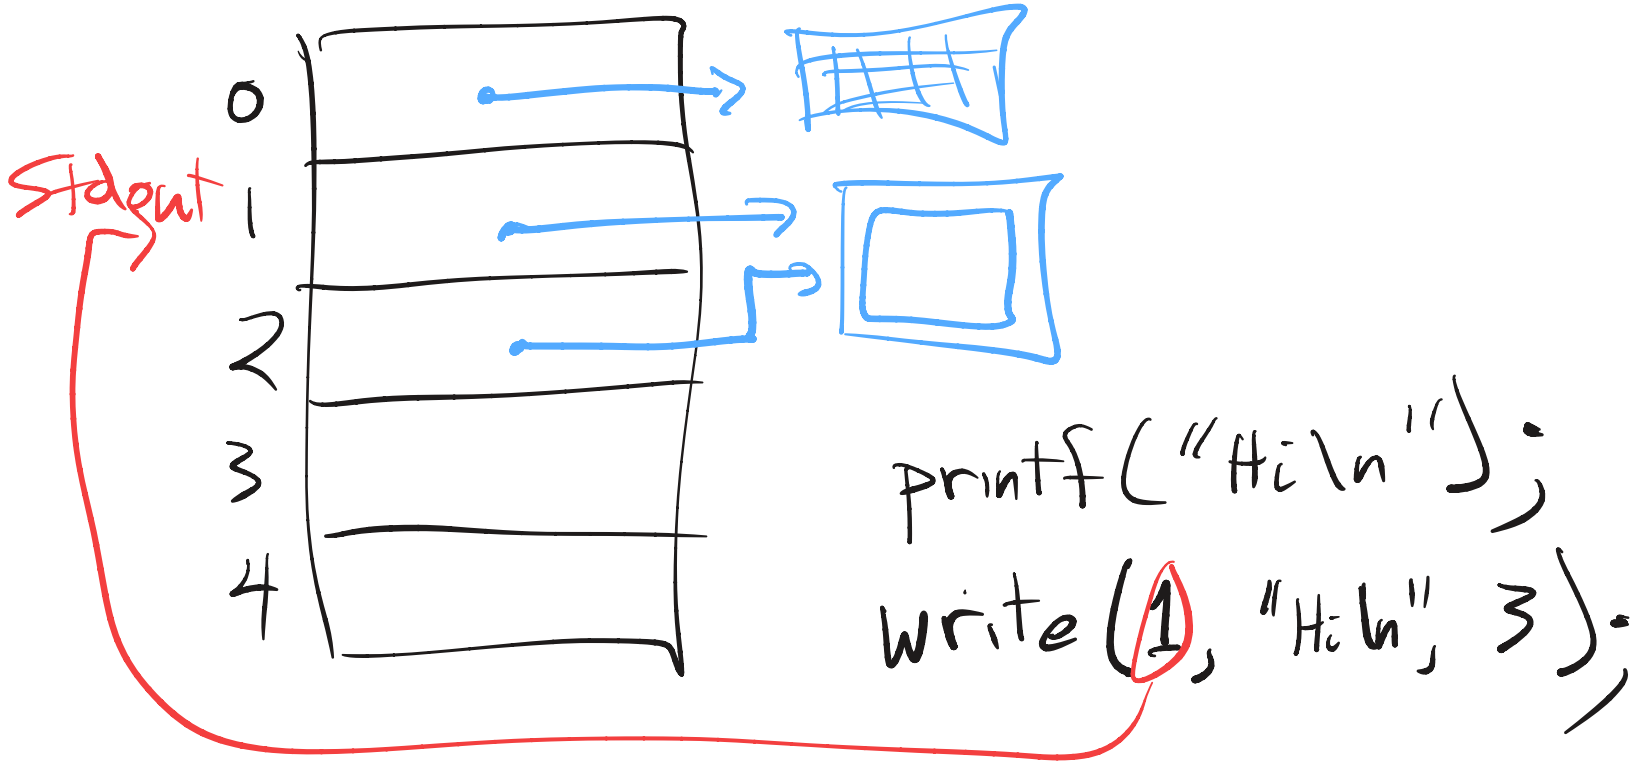 0
Stdout 1
2
3
4
printf("Hi\n");
write(1, "Hi\n", 3);